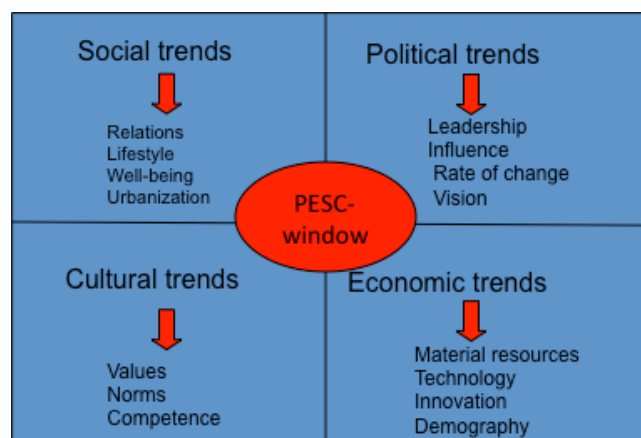 Social trends
Relations
Lifestyle
Well-being
Urbanization
Political trends
Leadership
Influence
Rate of change
Vision
PESC-
window
Cultural trends
Values
Norms
Competence
Economic trends
Material resources
Technology
Innovation
Demography